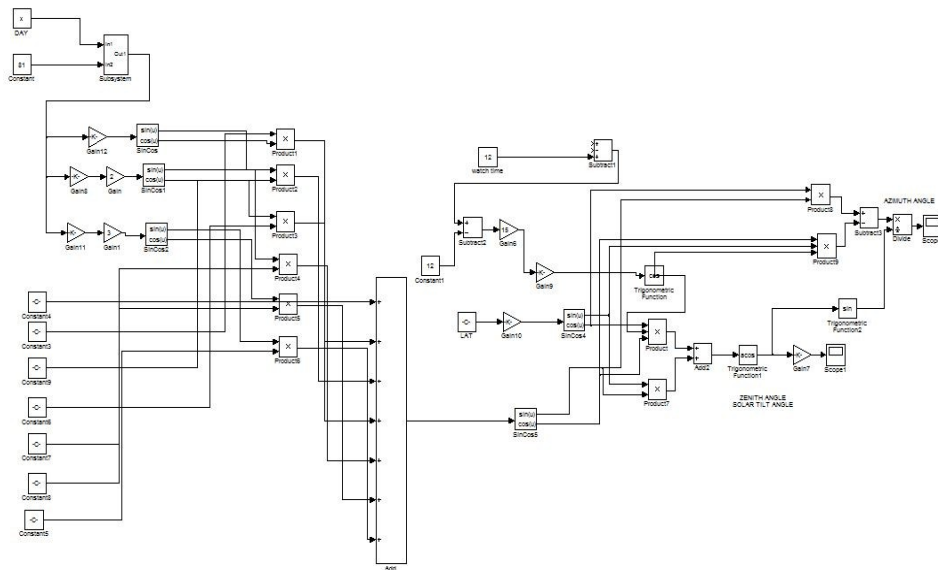 x
DAY
81
Constant
In1
Out1
In2
Subsystem
-K-
Gain12
sin(u)
cos(u)
SinCos
×
Product1
-K-
Gain8
2
Gain
sin(u)
cos(u)
SinCos1
×
Product2
-K-
Gain11
3
Gain1
sin(u)
cos(u)
SinCos2
×
Product3
×
Product4
×
Product5
×
Product6
-C-
Constant4
-C-
Constant3
-C-
Constant9
-C-
Constant6
-C-
Constant7
-C-
Constant8
-C-
Constant5
+
+
+
+
+
+
+
Add
12
watch time
Subtract1
+
−
Subtract2
15
Gain6
12
Constant1
-K-
Gain9
cos
Trigonometric
Function
-C-
LAT
-K-
Gain10
sin(u)
cos(u)
SinCos4
×
Product
×
Product7
sin(u)
cos(u)
SinCos5
+
+
Add2
acos
Trigonometric
Function1
-K-
Gain7
Scope1
ZENITH ANGLE
SOLAR TILT ANGLE
×
Product8
×
Product9
+
−
Subtract3
AZIMUTH ANGLE
×
÷
Divide
Scope
sin
Trigonometric
Function2